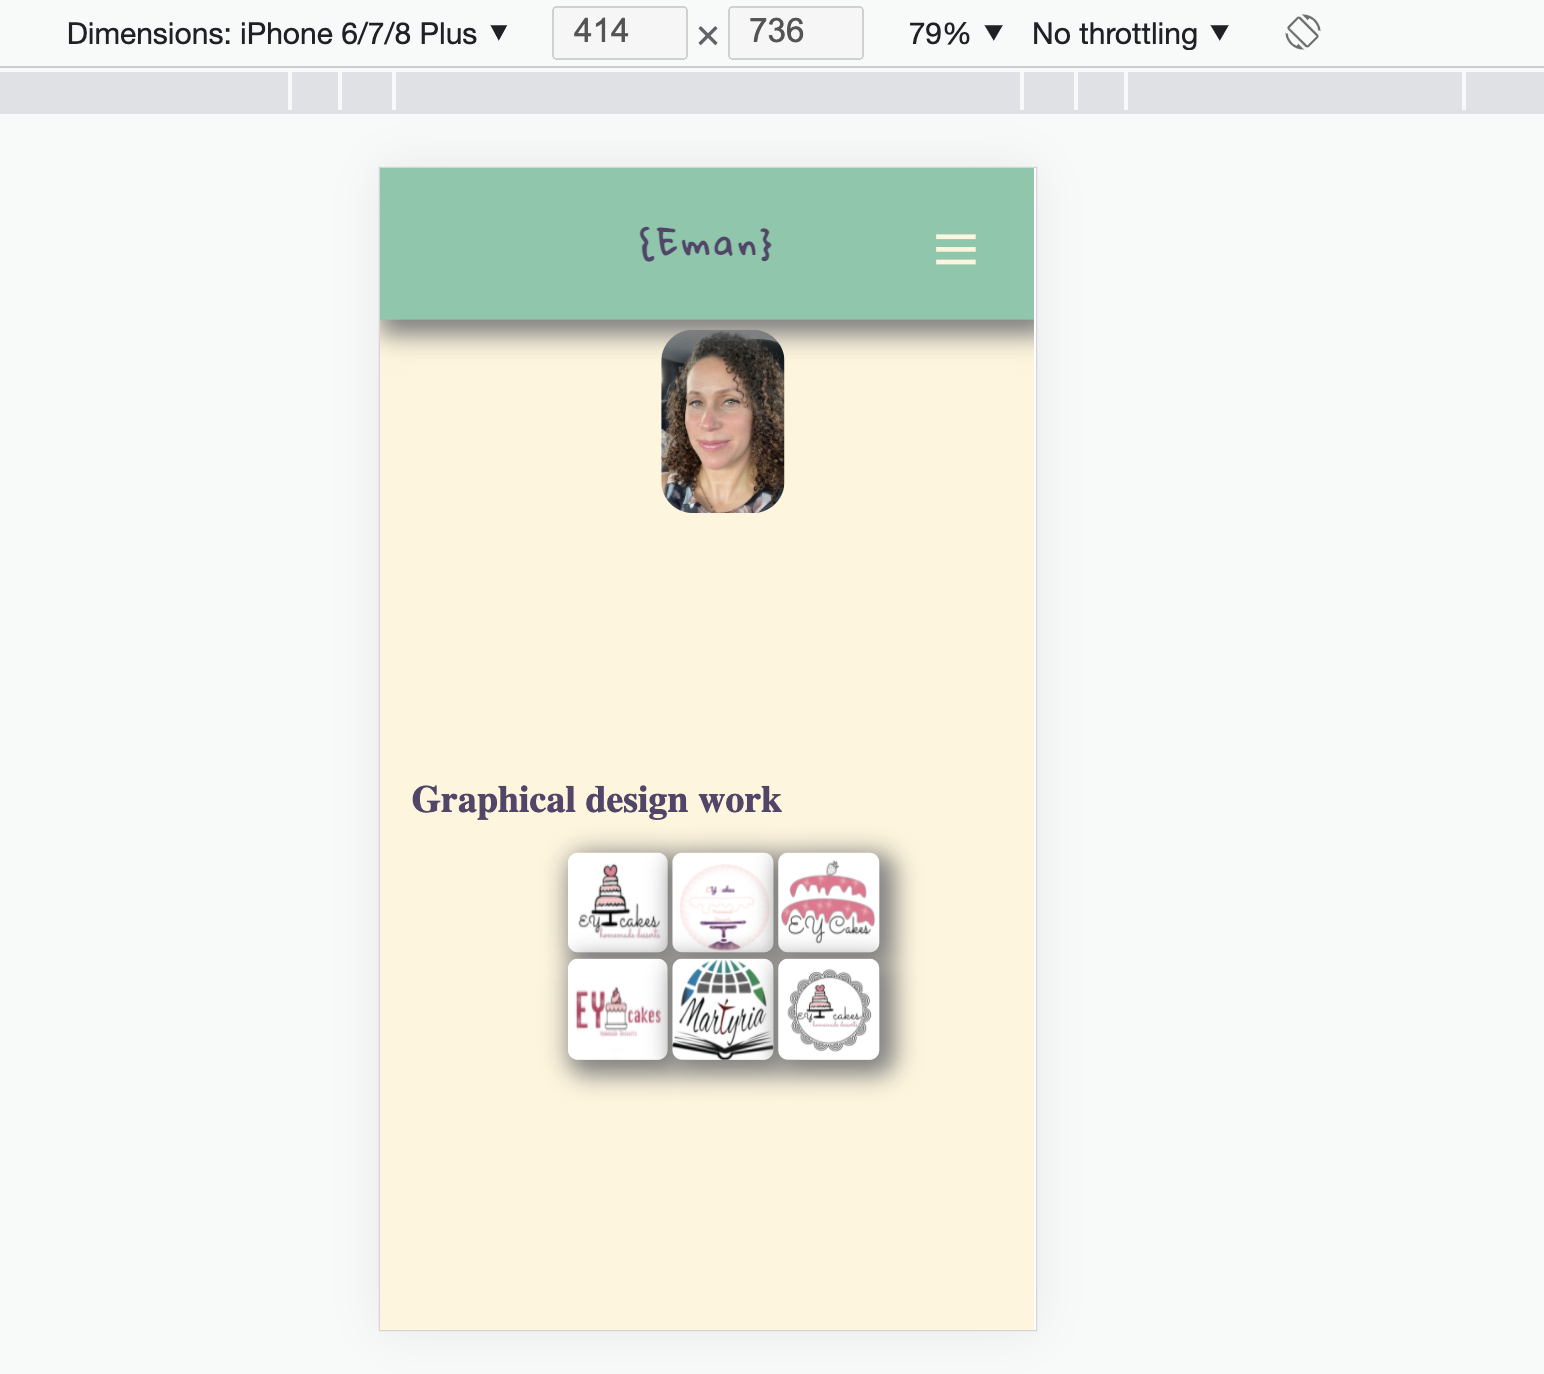 Dimensions: iPhone 6/7/8 Plus ▼ 414 × 736 79% ▼ No throttling ▼
{Eman}
Graphical design work
EY cakes
homemade desserts
EY Cakes
EY cakes
Martyria
EY cakes
homemade desserts